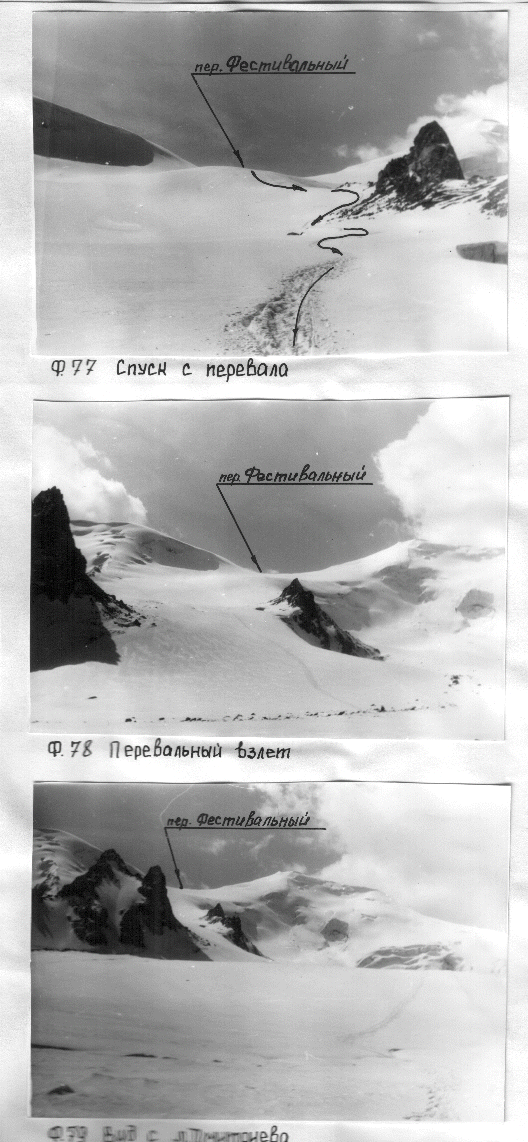 пер. Фестивальный
Ф. 77 Спуск с перевала
пер. Фестивальный
Ф. 78 Перевальный взлет
пер. Фестивальный
Ф. 79 Вид с